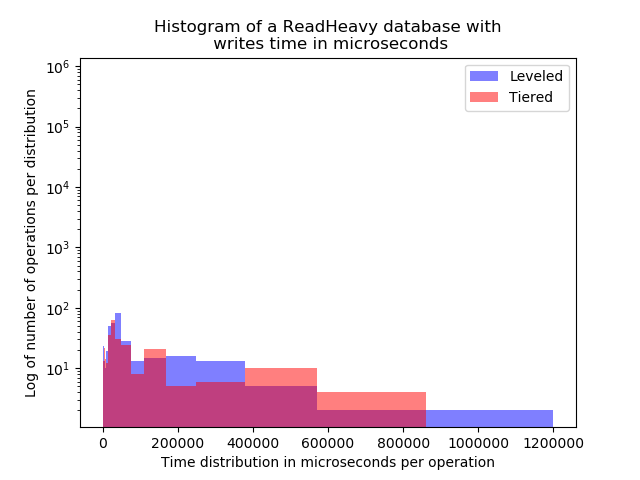 Histogram of a ReadHeavy database with
writes time in microseconds
Leveled
Tiered
Log of number of operations per distribution
10^6
10^5
10^4
10^3
10^2
10^1
0 200000 400000 600000 800000 1000000 1200000
Time distribution in microseconds per operation